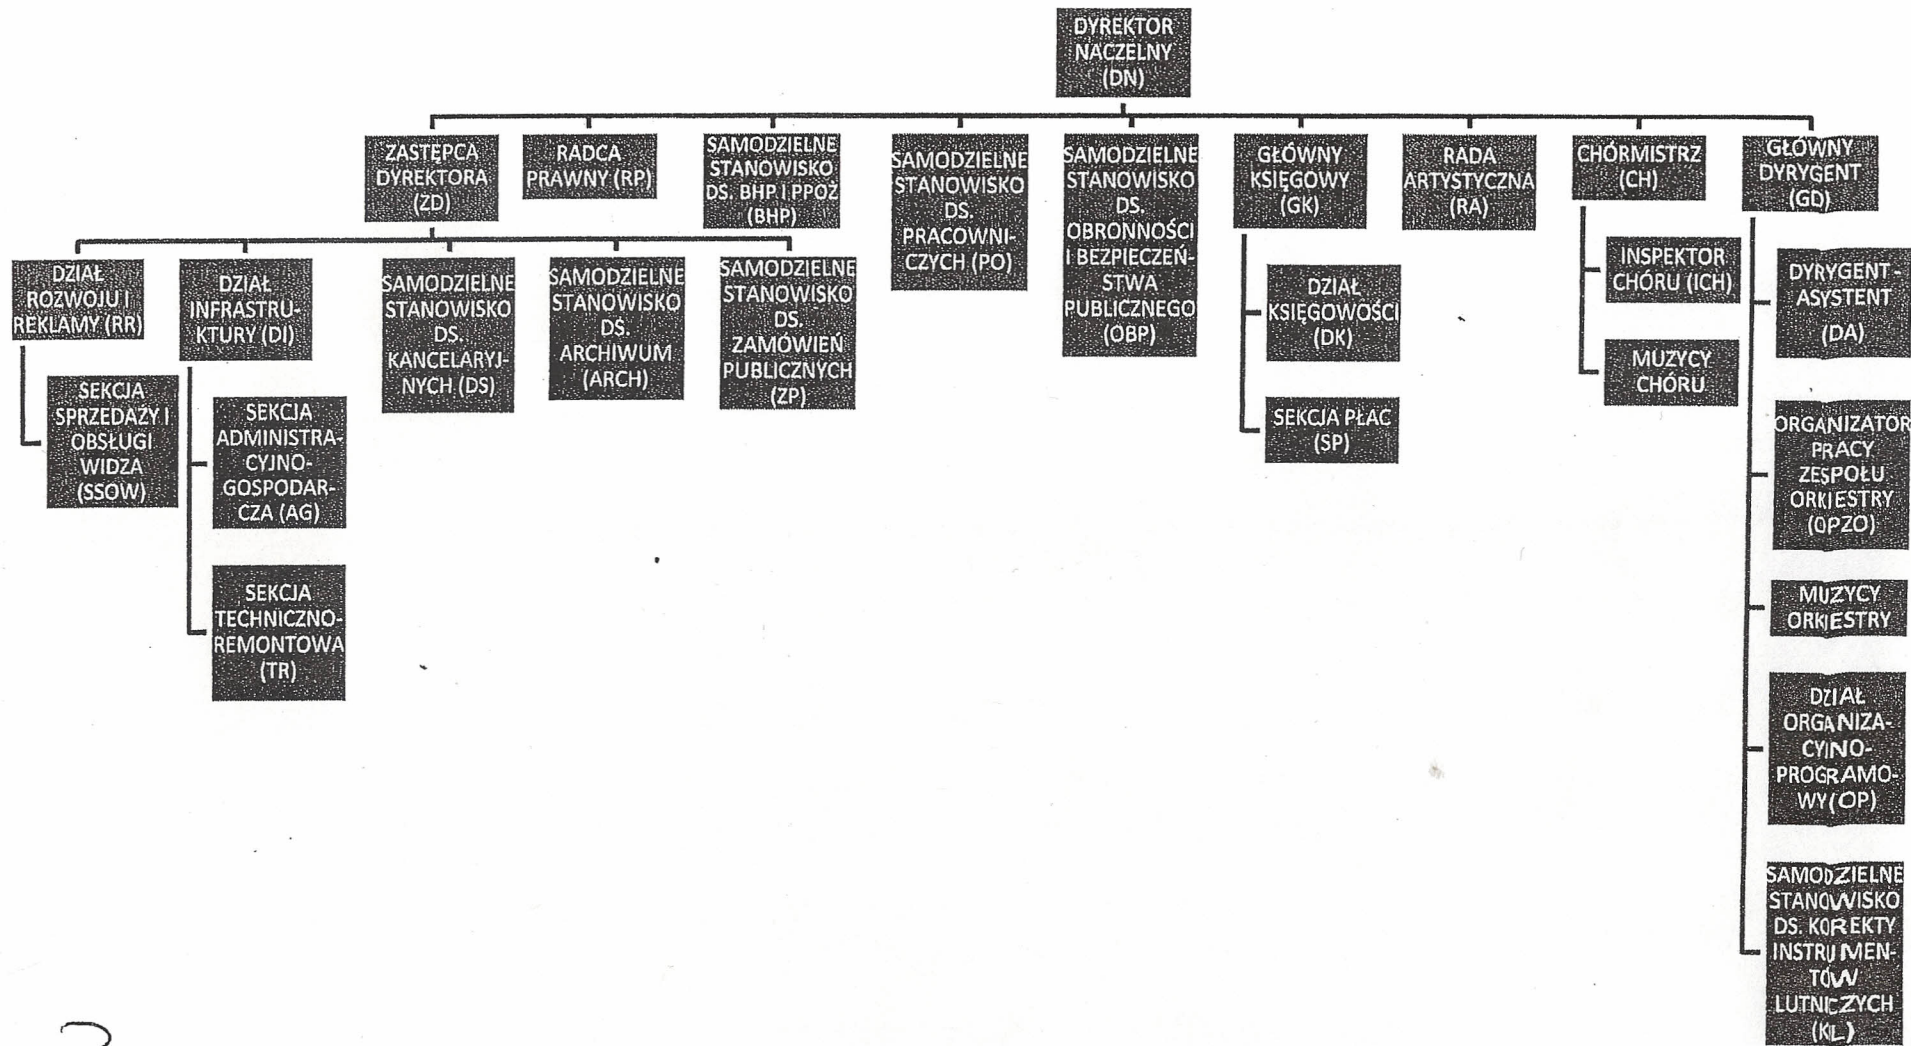 DYREKTOR
NACZELNY
(DN)
ZASTĘPCA
DYREKTORA
(ZD)
RADCA
PRAWNY (RP)
SAMODZIELNE
STANOWISKO
DS. BHP I PPOŻ
(BHP)
SAMODZIELNE
STANOWISKO
DS.
PRACOWNI-
CZYCH (PO)
SAMODZIELNE
STANOWISKO
DS.
OBRONNOŚCI
I BEZPIECZEŃ-
STWA
PUBLICZNEGO
(OBP)
GŁÓWNY
KSIĘGOWY
(GK)
RADA
ARTYSTYCZNA
(RA)
CHÓRMISTRZ
(CH)
GŁÓWNY
DYRYGENT
(GD)
DZIAŁ
ROZWOJU I
REKLAMY (RR)
DZIAŁ
INFRASTRU-
KTURY (DI)
SAMODZIELNE
STANOWISKO
DS.
KANCELARYJ-
NYCH (DS)
SAMODZIELNE
STANOWISKO
DS.
ARCHIWUM
(ARCH)
SAMODZIELNE
STANOWISKO
DS.
ZAMÓWIEŃ
PUBLICZNYCH
(ZP)
SEKCJA
SPRZEDAŻY I
OBSŁUGI
WIDZA
(SSOW)
SEKCJA
ADMINISTRA-
CYJNO-
GOSPODAR-
CZA (AG)
SEKCJA
TECHNICZNO-
REMONTOWA
(TR)
DZIAŁ
KSIĘGOWOŚCI
(DK)
SEKCJA PŁAC
(SP)
INSPEKTOR
CHÓRU (ICH)
MUZYCY
CHÓRU
DYRYGENT-
ASYSTENT
(DA)
ORGANIZATOR
PRACY
ZESPOŁU
ORKIESTRY
(OPZO)
MUZYCY
ORKIESTRY
DZIAŁ
ORGANIZA-
CYJNO-
PROGRAMO-
WY(OP)
SAMODZIELNE
STANOWISKO
DS. KOREKTY
INSTRUMEN-
TÓW
LUTNICZYCH
(KL)